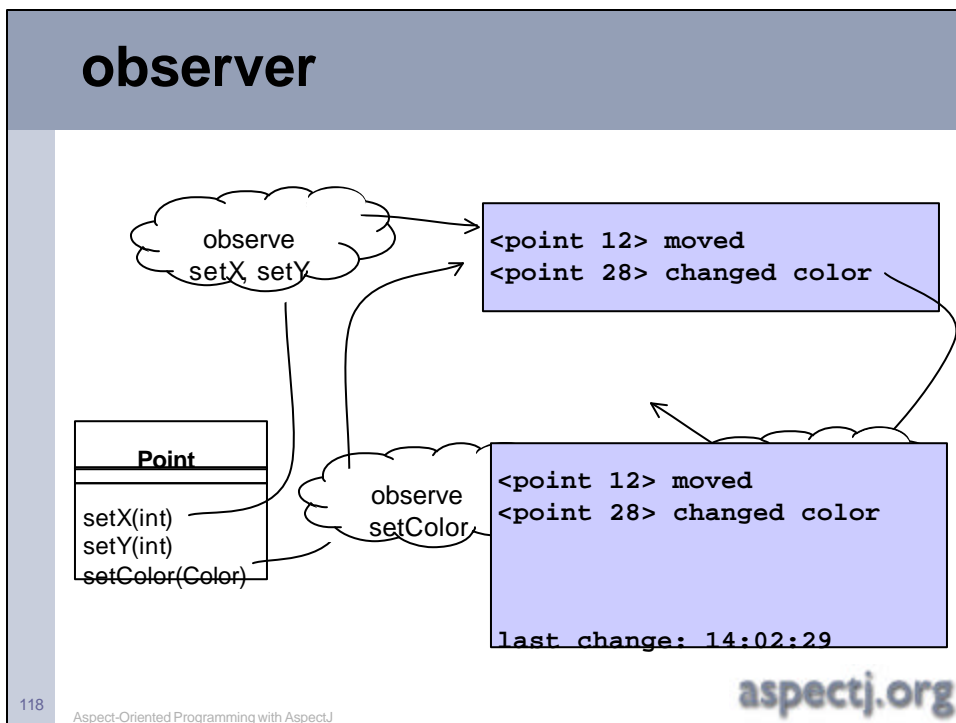 observer
observe
setX, setY
<point 12> moved
<point 28> changed color
Point
setX(int)
setY(int)
setColor(Color)
observe
setColor
<point 12> moved
<point 28> changed color
last change: 14:02:29
118
Aspect-Oriented Programming with AspectJ
aspectj.org